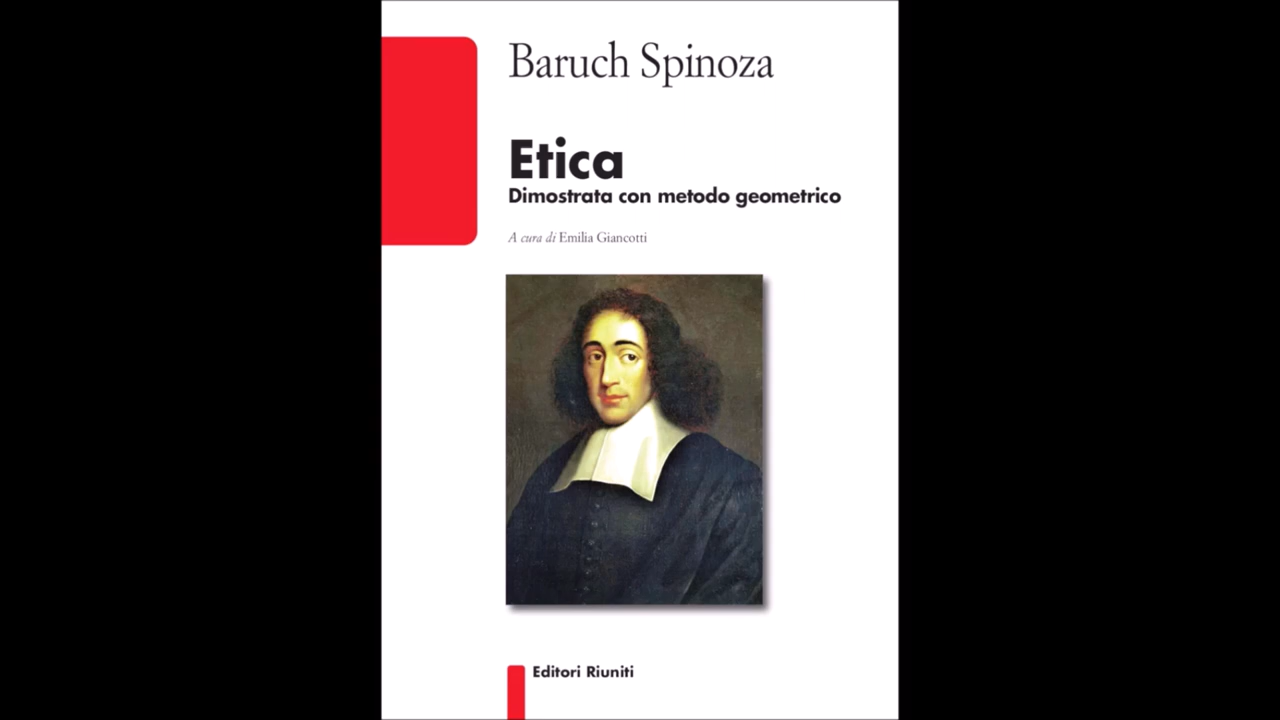 Baruch Spinoza
Etica
Dimostrata con metodo geometrico
A cura di Emilia Giancotti
Editori Riuniti